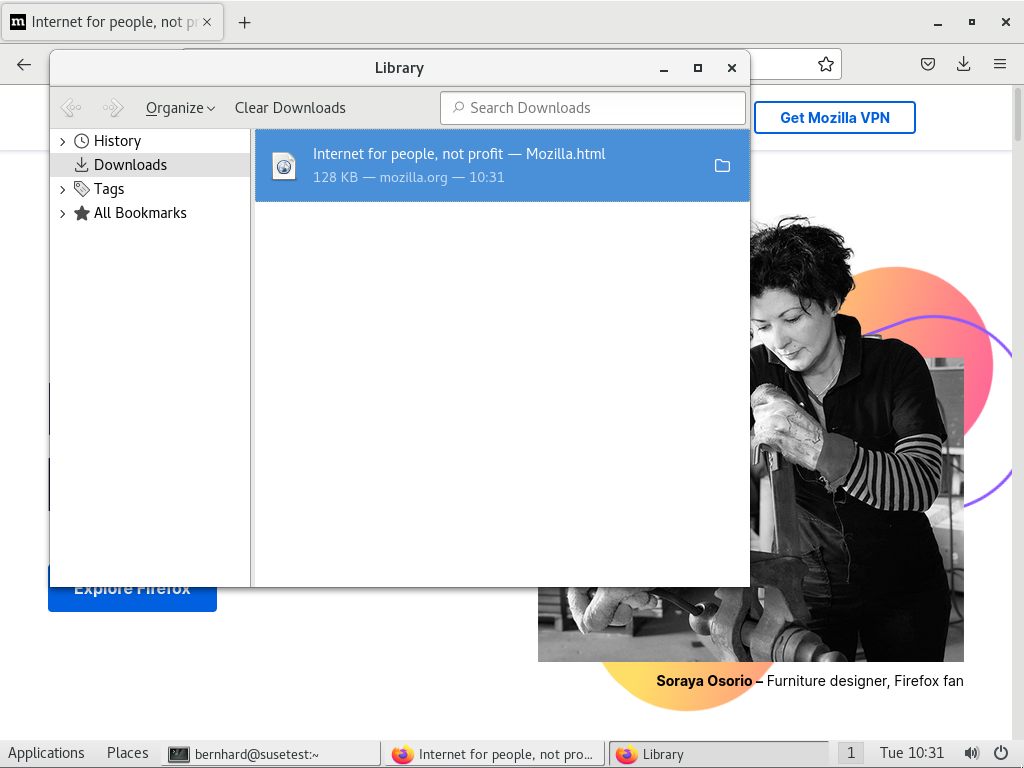 Internet for people, not pr
Library
Organize
Clear Downloads
Search Downloads
Get Mozilla VPN
History
Downloads
Tags
All Bookmarks
Internet for people, not profit — Mozilla.html
128 KB — mozilla.org — 10:31
Explore Firefox
Soraya Osorio – Furniture designer, Firefox fan
Applications
Places
bernhard@susetest:~
Internet for people, not pro...
Library
1
Tue 10:31